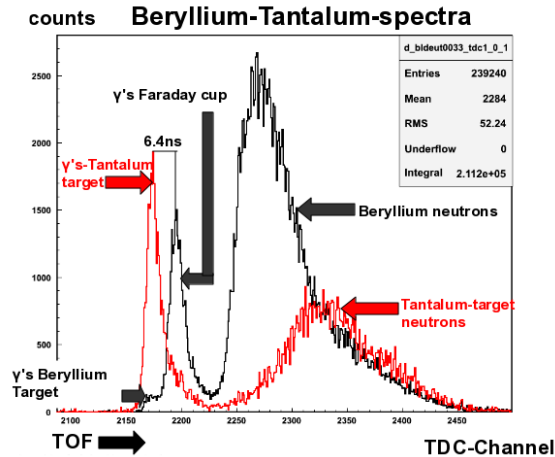 Beryllium-Tantalum-spectra
counts
d_bldeut0033_tdc1_0_1
Entries 239240
Mean 2284
RMS 52.24
Underflow 0
Integral 2.112e+05
2500
2000
1500
1000
500
0
γ's Faraday cup
6.4ns
γ's-Tantalum
target
Beryllium neutrons
Tantalum-target
neutrons
γ's Beryllium
Target
2100
2150
2200
2250
2300
2350
2400
2450
TOF
TDC-Channel